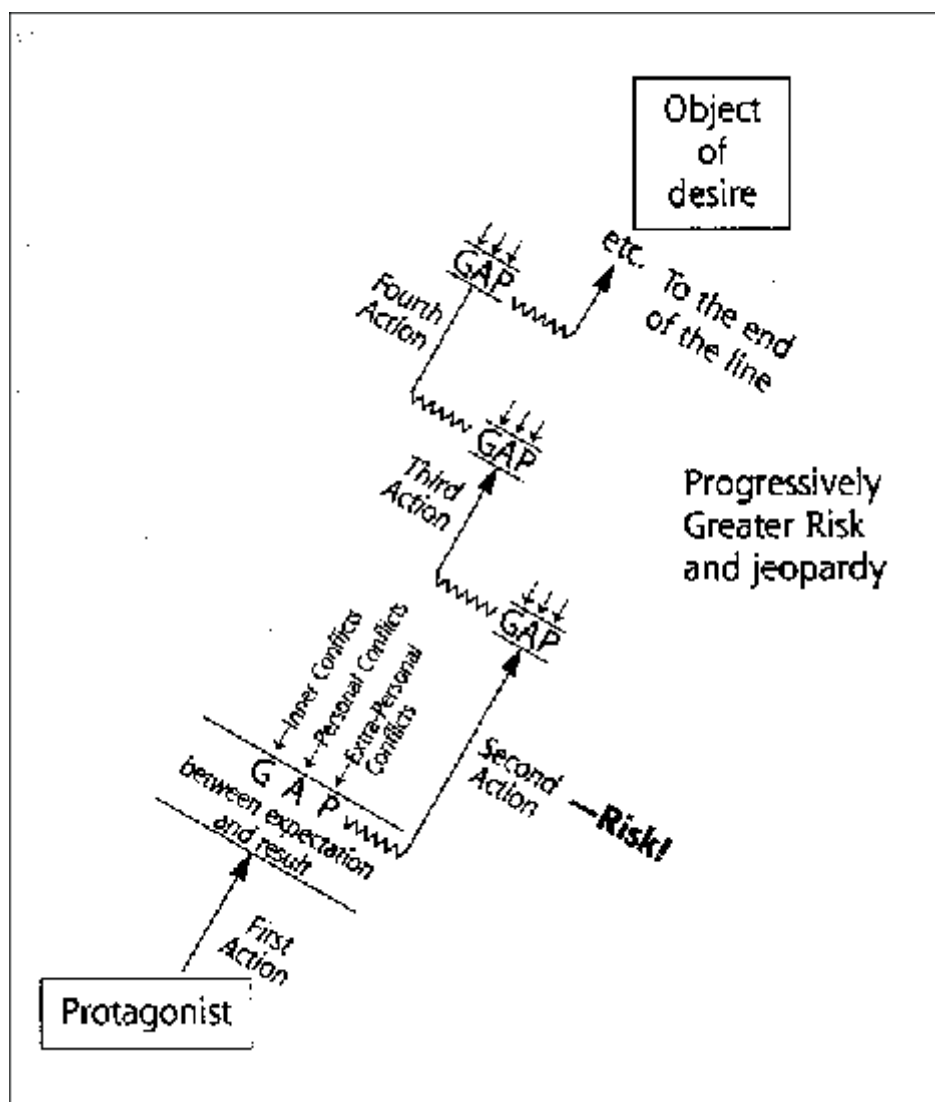 Object
of
desire
etc. To the end
of the line
GAP
Fourth
Action
GAP
Third
Action
Progressively
Greater Risk
and jeopardy
GAP
Inner Conflicts
Personal Conflicts
Extra-Personal
Conflicts
Second
Action
—Risk!
G A P
between expectation
and result
First
Action
Protagonist